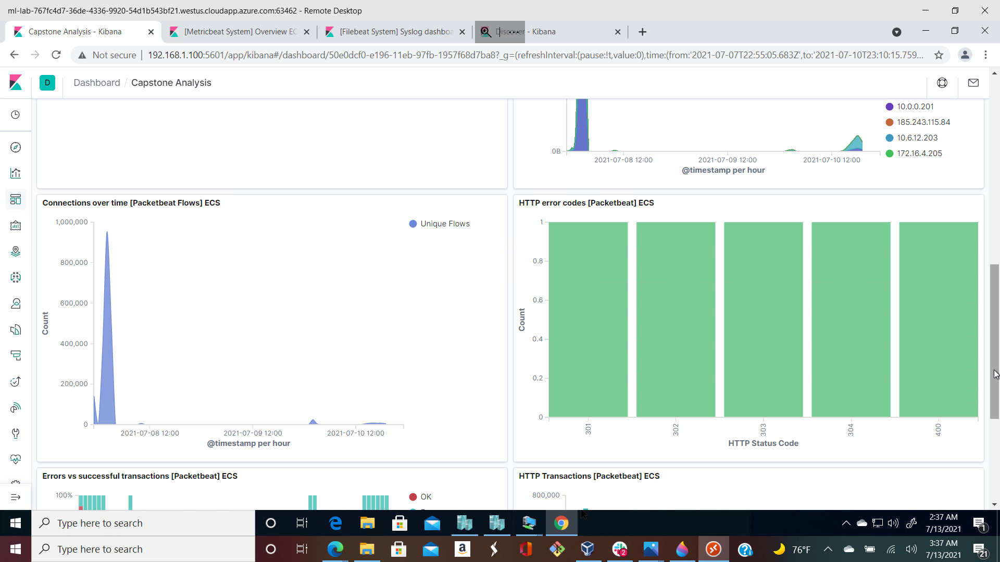 ml-lab-767fc4d7-36de-4336-9920-54d1b543bf21.westus.cloudapp.azure.com:63462 - Remote Desktop
Capstone Analysis - Kibana
[Metricbeat System] Overview EC
[Filebeat System] Syslog dashboa
Discover - Kibana
Not secure
192.168.1.100:5601/app/kibana#/dashboard/50e0dcf0-e196-11eb-97fb-1957f68d7ba8?_g=(refreshInterval:(pause:!t,value:0),time:(from:'2021-07-07T22:55:05.683Z',to:'2021-07-10T23:10:15.759...
D
Dashboard / Capstone Analysis
0B
2021-07-08 12:00
2021-07-09 12:00
2021-07-10 12:00
@timestamp per hour
10.0.0.201
185.243.115.84
10.6.12.203
172.16.4.205
Connections over time [Packetbeat Flows] ECS
1,000,000
800,000
600,000
400,000
200,000
0
Count
2021-07-08 12:00
2021-07-09 12:00
2021-07-10 12:00
@timestamp per hour
Unique Flows
HTTP error codes [Packetbeat] ECS
1
0.8
0.6
0.4
0.2
0
Count
301
302
303
304
400
HTTP Status Code
Errors vs successful transactions [Packetbeat] ECS
100%
OK
HTTP Transactions [Packetbeat] ECS
800,000
Type here to search
2:37 AM
7/13/2021
1
Type here to search
a
2
76°F
3:37 AM
7/13/2021
21